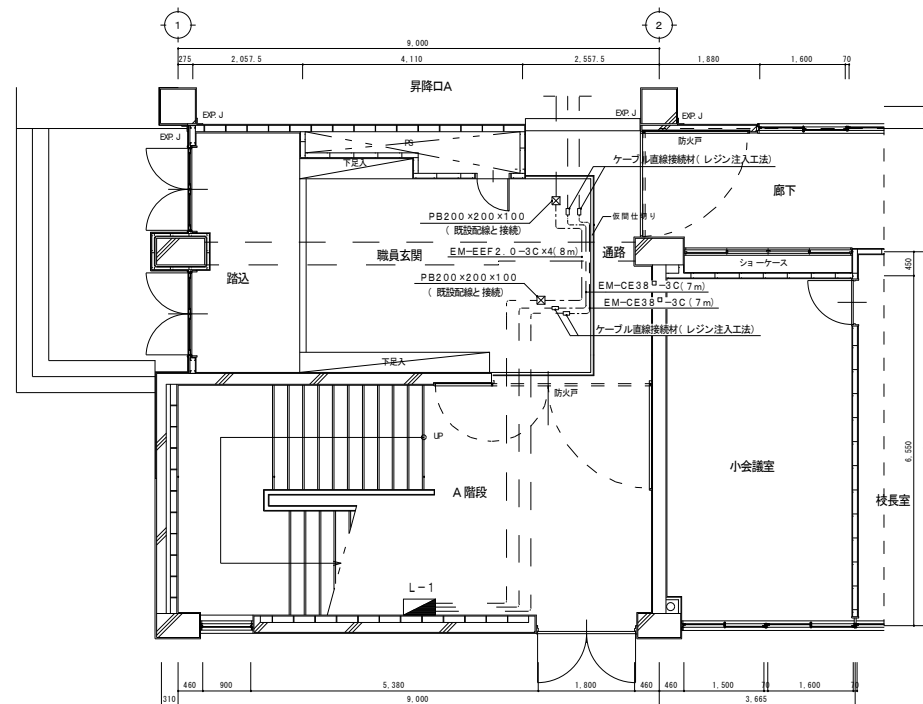 1
2
9,000
275
2,057.5
4,110
2,557.5
1,880
1,600
70
昇降口A
EXP.J
EXP.J
EXP.J
EXP.J
PS
防火戸
下足入
ケーブル直線接続材(レジン注入工法)
廊下
PB200×200×100
(既設配線と接続)
仮間仕切り
EM-EEF2.0-3C×4(8m)
職員玄関
通路
ショーケース
450
踏込
PB200×200×100
(既設配線と接続)
EM-CE38□-3C(7m)
EM-CE38□-3C(7m)
ケーブル直線接続材(レジン注入工法)
下足入
防火戸
UP
A階段
小会議室
6,550
校長室
L-1
460
900
5,380
1,800
460
460
1,500
70
1,600
70
310
9,000
3,665